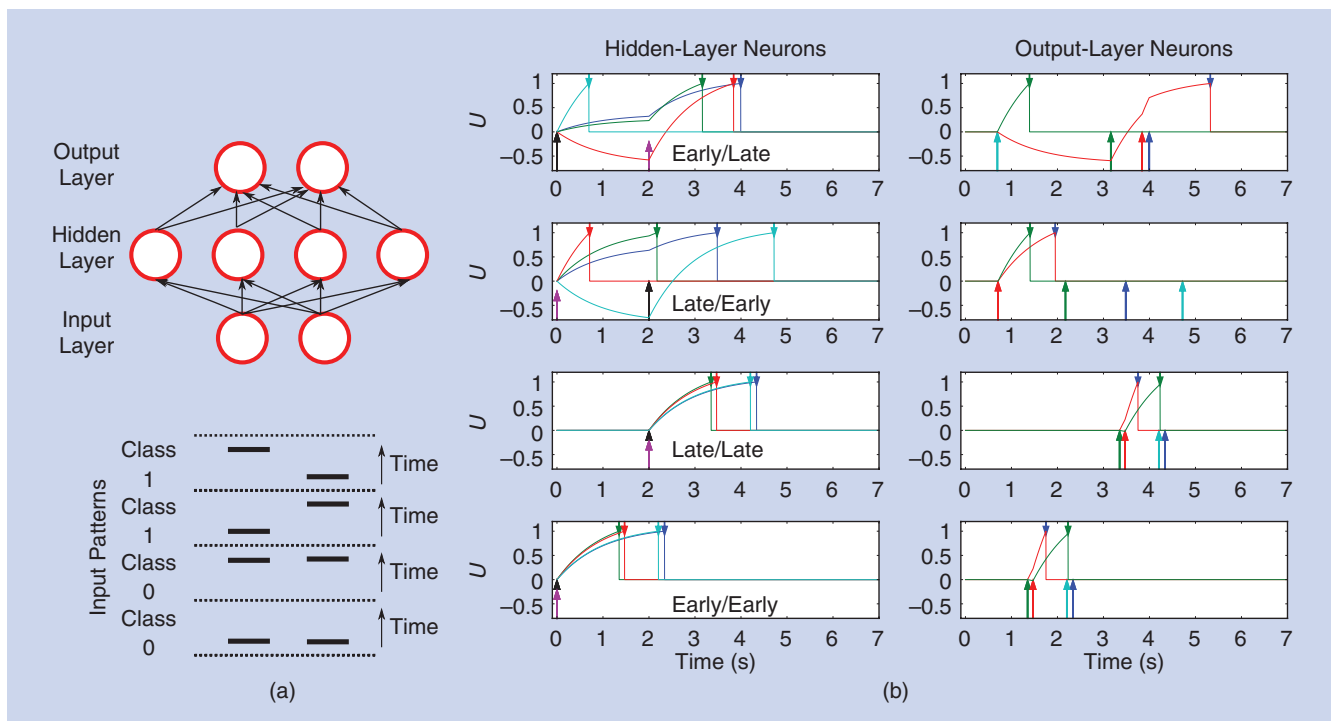 Output
Layer
Hidden
Layer
Input
Layer
Input Patterns
Class
1
Time
Class
1
Time
Class
0
Time
Class
0
Time
(a)
Hidden-Layer Neurons
Output-Layer Neurons
U
1
0.5
0
−0.5
Early/Late
0 1 2 3 4 5 6 7
1
0.5
0
−0.5
0 1 2 3 4 5 6 7
U
1
0.5
0
−0.5
Late/Early
0 1 2 3 4 5 6 7
1
0.5
0
−0.5
0 1 2 3 4 5 6 7
U
1
0.5
0
−0.5
Late/Late
0 1 2 3 4 5 6 7
1
0.5
0
−0.5
0 1 2 3 4 5 6 7
U
1
0.5
0
−0.5
Early/Early
0 1 2 3 4 5 6 7
Time (s)
1
0.5
0
−0.5
0 1 2 3 4 5 6 7
Time (s)
(b)